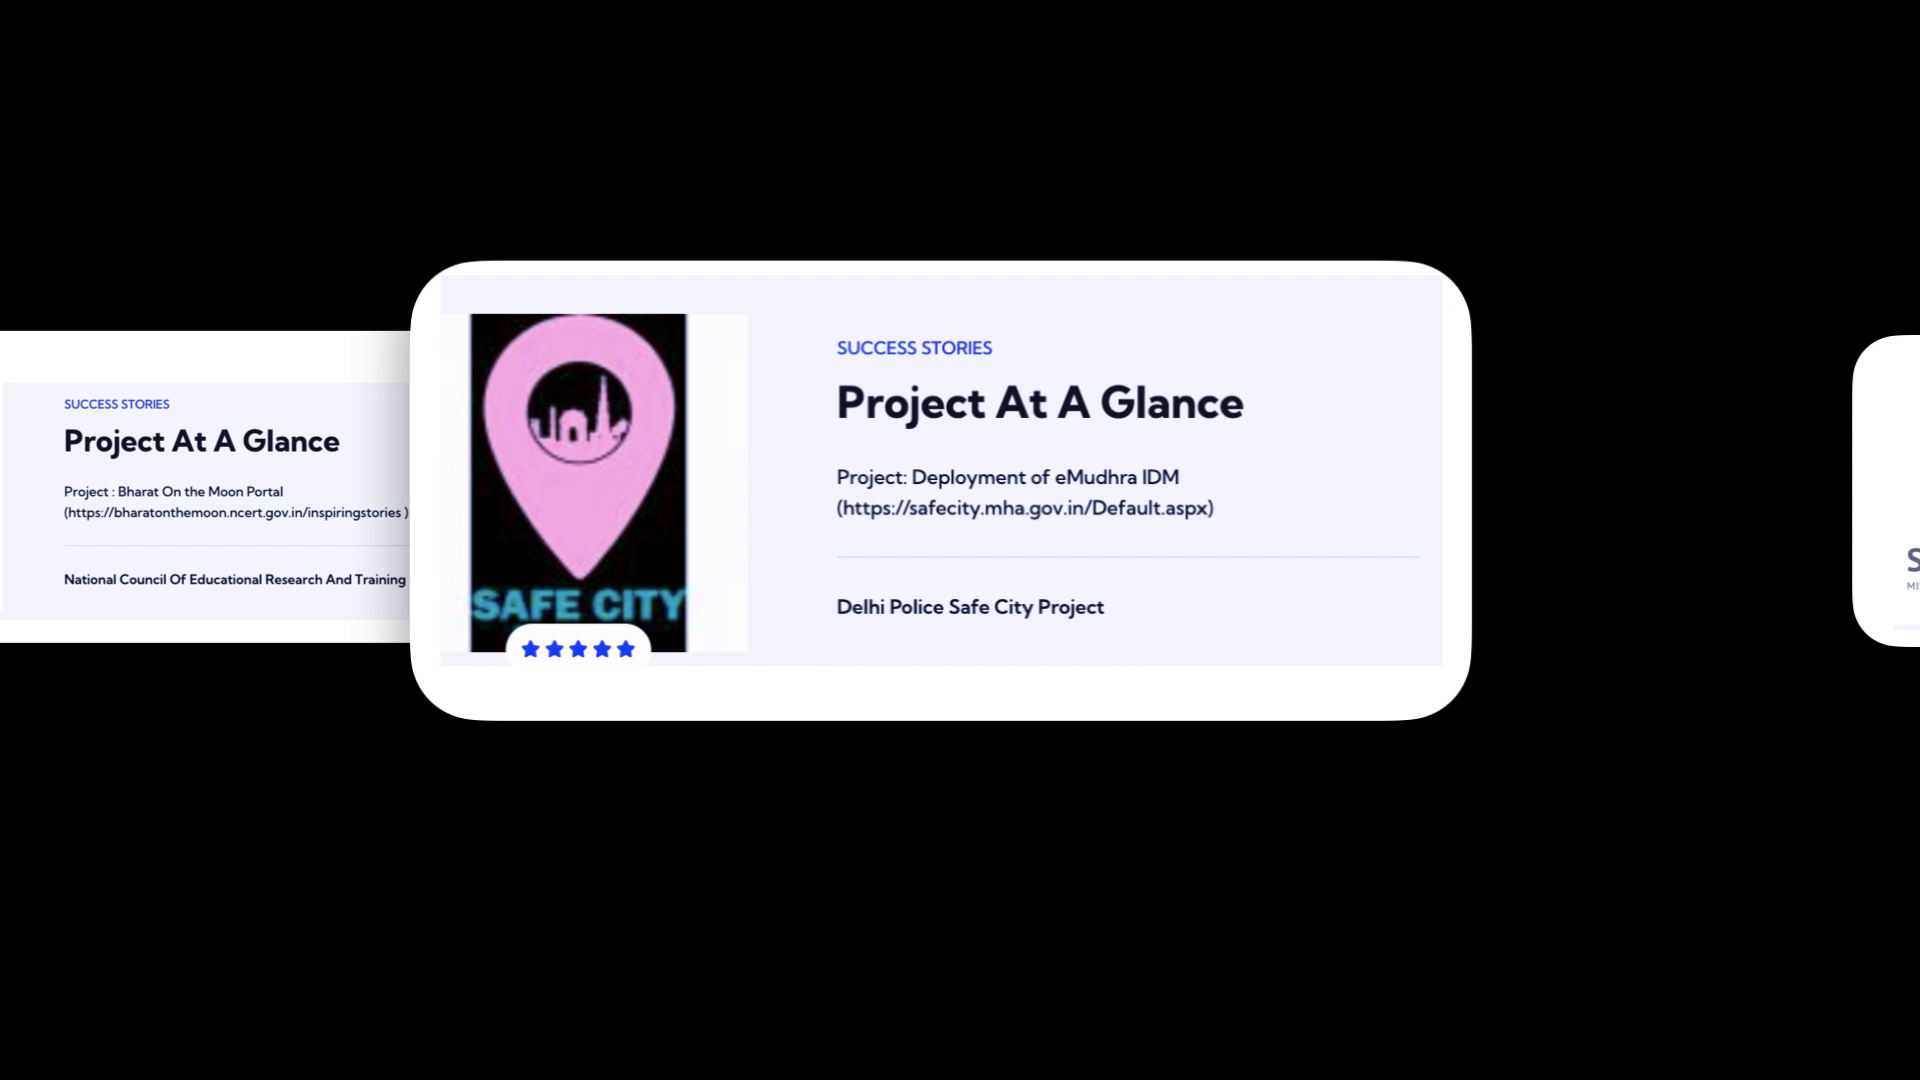 SUCCESS STORIES
Project At A Glance
Project : Bharat On the Moon Portal
(https://bharatonthemoon.ncert.gov.in/inspiringstories )
National Council Of Educational Research And Training
SAFE CITY
SUCCESS STORIES
Project At A Glance
Project: Deployment of eMudhra IDM
(https://safecity.mha.gov.in/Default.aspx)
Delhi Police Safe City Project